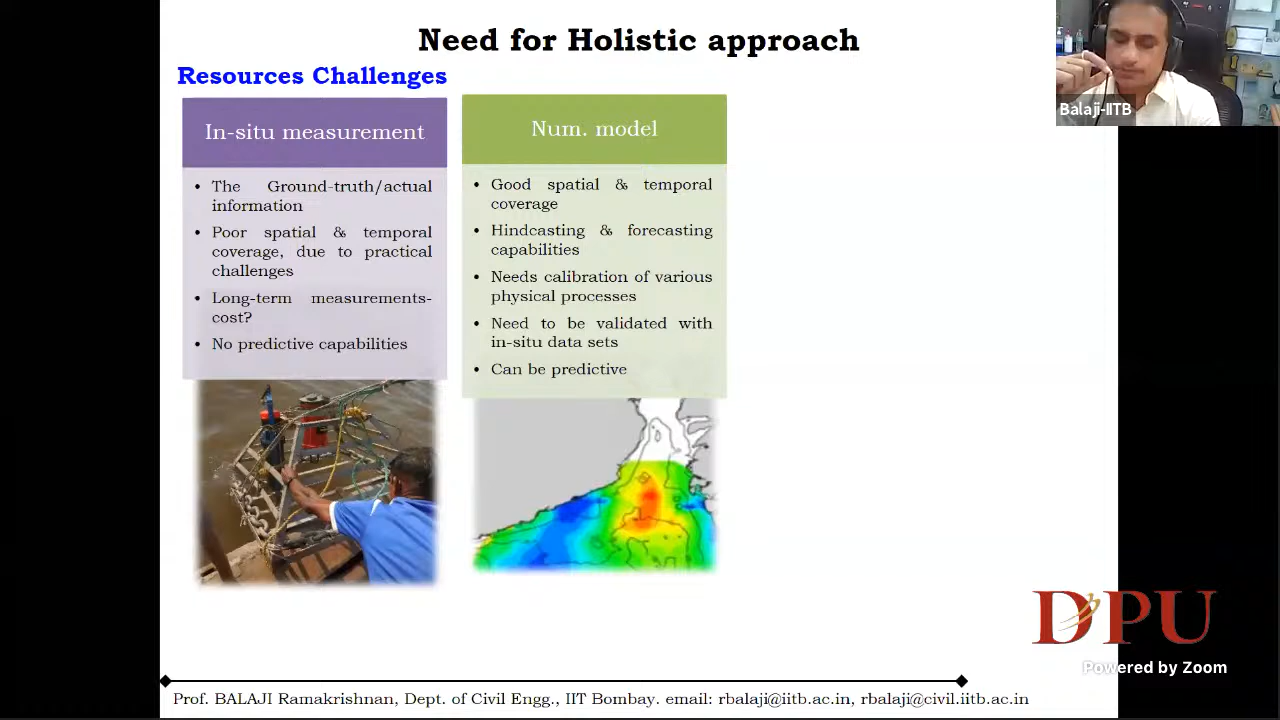 Need for Holistic approach
Resources Challenges
In-situ measurement
• The Ground-truth/actual
information
• Poor spatial & temporal
coverage, due to practical
challenges
• Long-term measurements-
cost?
• No predictive capabilities
Num. model
• Good spatial & temporal
coverage
• Hindcasting & forecasting
capabilities
• Needs calibration of various
physical processes
• Need to be validated with
in-situ data sets
• Can be predictive
Balaji-IITB
DPU
Powered by Zoom
Prof. BALAJI Ramakrishnan, Dept. of Civil Engg., IIT Bombay. email: rbalaji@iitb.ac.in, rbalaji@civil.iitb.ac.in